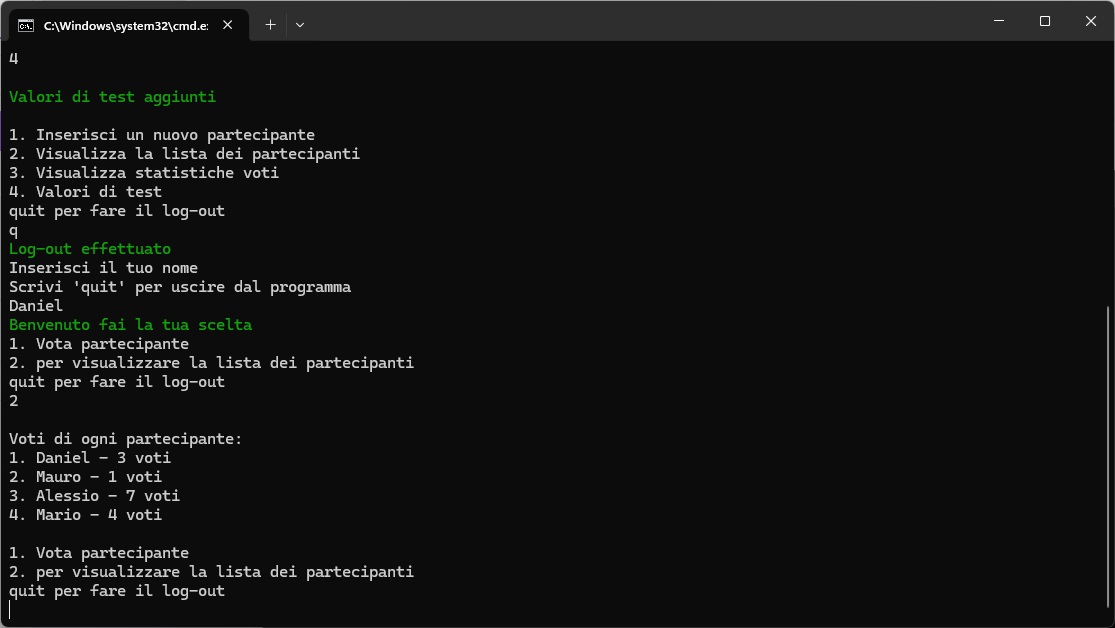 C:\Windows\system32\cmd.e:
4
Valori di test aggiunti
1. Inserisci un nuovo partecipante
2. Visualizza la lista dei partecipanti
3. Visualizza statistiche voti
4. Valori di test
quit per fare il log-out
q
Log-out effettuato
Inserisci il tuo nome
Scrivi 'quit' per uscire dal programma
Daniel
Benvenuto fai la tua scelta
1. Vota partecipante
2. per visualizzare la lista dei partecipanti
quit per fare il log-out
2
Voti di ogni partecipante:
1. Daniel - 3 voti
2. Mauro - 1 voti
3. Alessio - 7 voti
4. Mario - 4 voti
1. Vota partecipante
2. per visualizzare la lista dei partecipanti
quit per fare il log-out